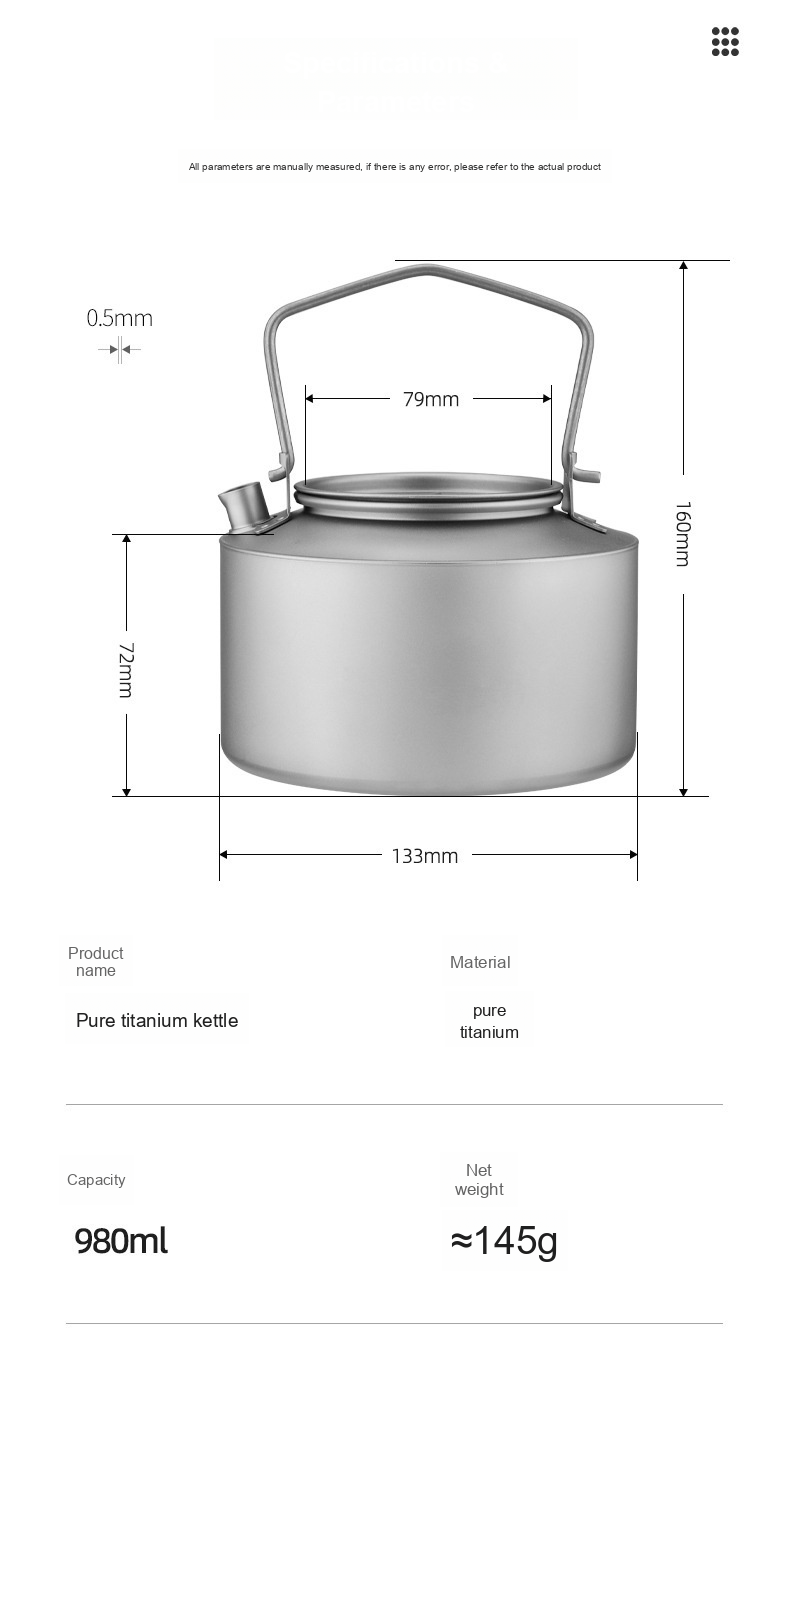 All parameters are manually measured, if there is any error, please refer to the actual product
0.5mm
79mm
160mm
72mm
133mm
Product
name
Material
Pure titanium kettle
pure
titanium
Capacity
Net
weight
980ml
≈145g